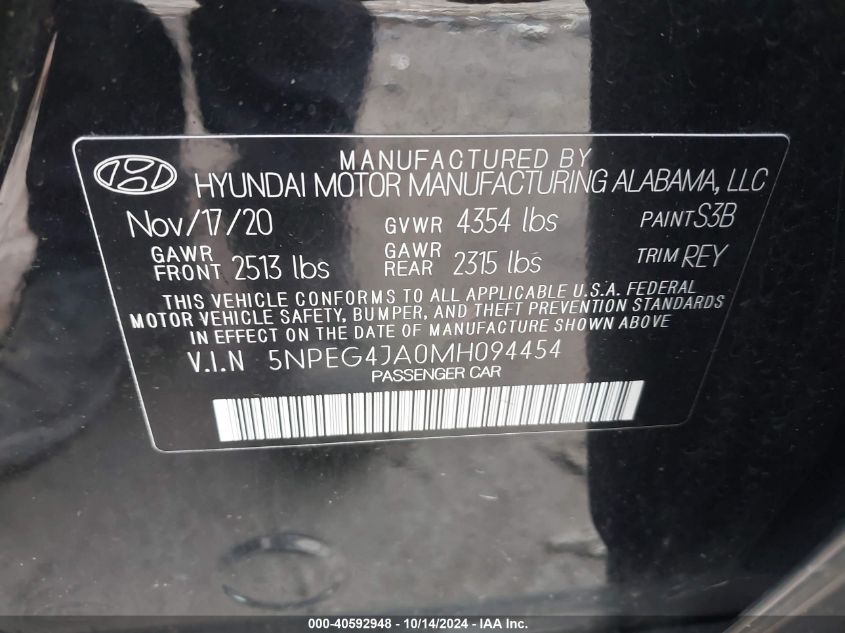 MANUFACTURED BY
HYUNDAI MOTOR MANUFACTURING ALABAMA, LLC
Nov/17/20 GVWR 4354 lbs PAINT S3B
GAWR FRONT 2513 lbs GAWR REAR 2315 lbs TRIM REY
THIS VEHICLE CONFORMS TO ALL APPLICABLE U.S.A. FEDERAL
MOTOR VEHICLE SAFETY, BUMPER, AND THEFT PREVENTION STANDARDS
IN EFFECT ON THE DATE OF MANUFACTURE SHOWN ABOVE.
V.I.N 5NPEG4JA0MH094454
PASSENGER CAR
000-40592948 - 10/14/2024 - IAA Inc.